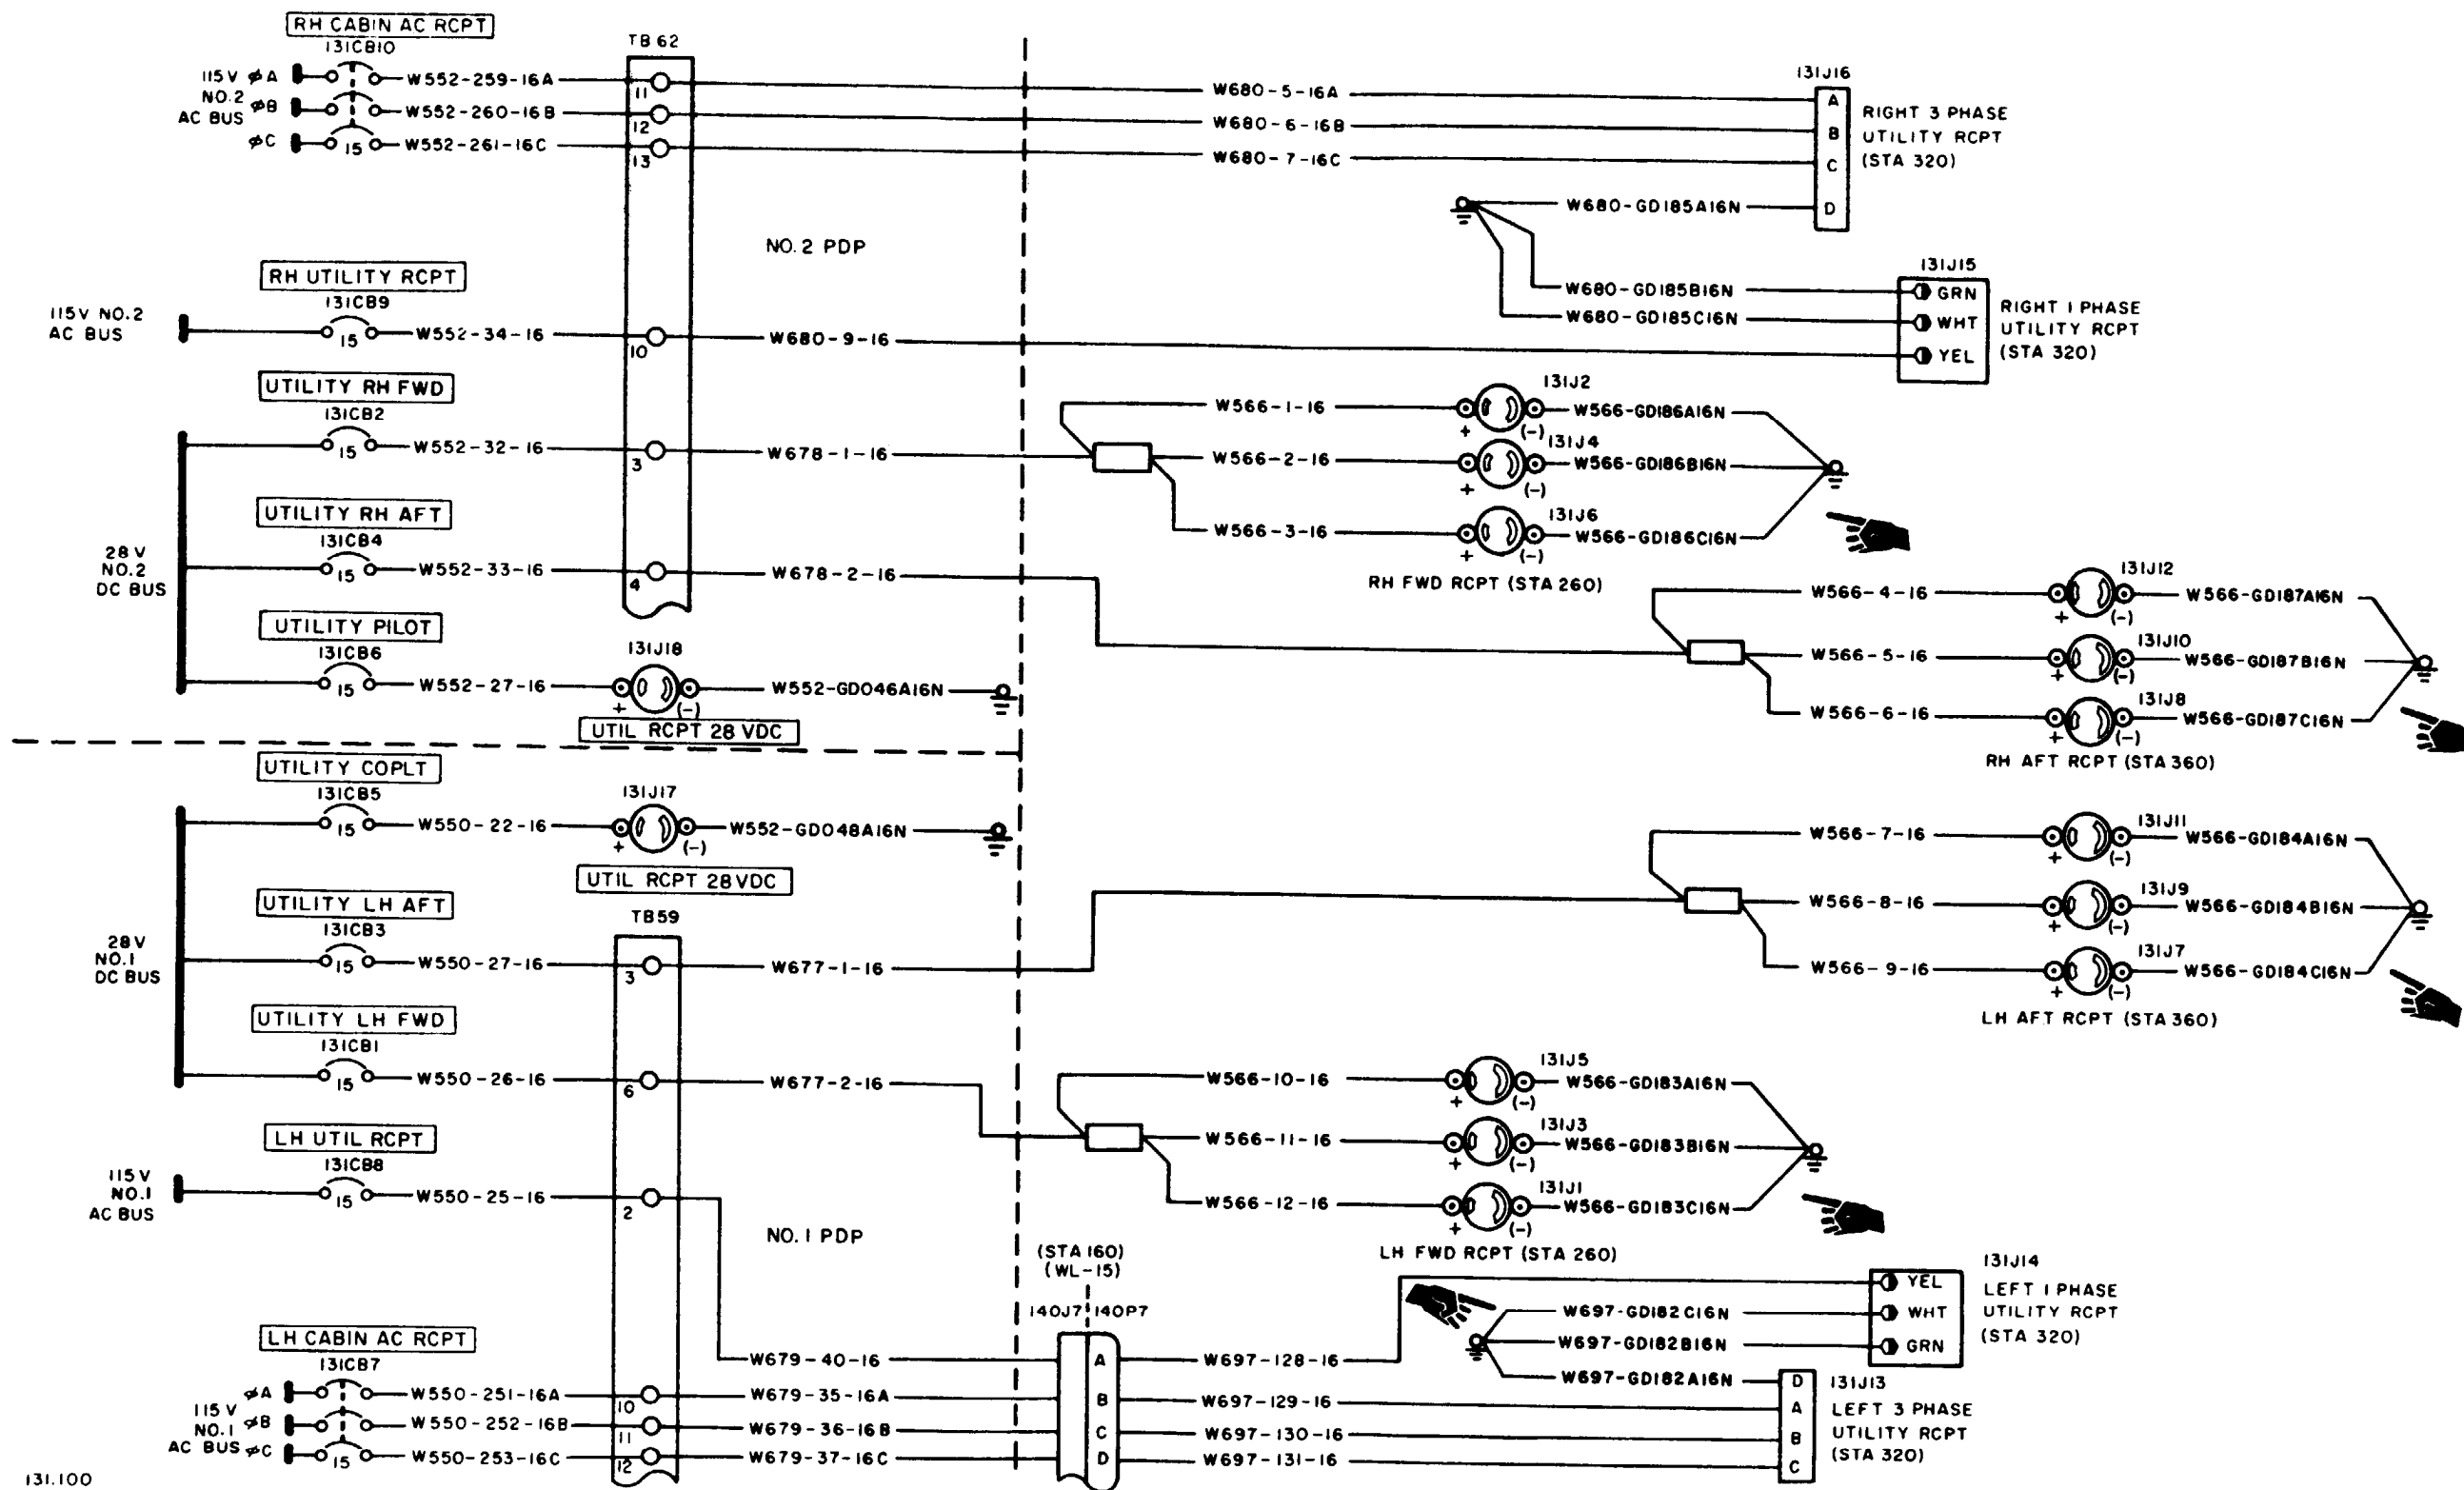 RH CABIN AC RCPT
131CB10
115V
NO.2
AC BUS
øA
øB
øC
15
W552-259-16A
W552-260-16B
W552-261-16C
TB 62
11
12
13
W680-5-16A
W680-6-16B
W680-7-16C
131J16
A
B
C
D
RIGHT 3 PHASE
UTILITY RCPT
(STA 320)
W680-GD185A16N
NO.2 PDP
RH UTILITY RCPT
131CB9
115V NO.2
AC BUS
15
W552-34-16
10
W680-9-16
W680-GD185B16N
W680-GD185C16N
131J15
GRN
WHT
YEL
RIGHT 1 PHASE
UTILITY RCPT
(STA 320)
UTILITY RH FWD
131CB2
15
W552-32-16
3
W678-1-16
W566-1-16
W566-2-16
W566-3-16
131J2
+
(-)
W566-GD186A16N
131J4
+
(-)
W566-GD186B16N
131J6
+
(-)
W566-GD186C16N
RH FWD RCPT (STA 260)
UTILITY RH AFT
131CB4
28V
NO.2
DC BUS
15
W552-33-16
4
W678-2-16
W566-4-16
W566-5-16
W566-6-16
131J12
+
(-)
W566-GD187A16N
131J10
+
(-)
W566-GD187B16N
131J8
+
(-)
W566-GD187C16N
RH AFT RCPT (STA 360)
UTILITY PILOT
131CB6
15
W552-27-16
131J18
+
(-)
W552-GD046A16N
UTIL RCPT 28 VDC
UTILITY COPLT
131CB5
15
W550-22-16
131J17
+
(-)
W552-GD048A16N
UTIL RCPT 28VDC
UTILITY LH AFT
131CB3
28V
NO.1
DC BUS
15
W550-27-16
TB59
3
W677-1-16
W566-7-16
W566-8-16
W566-9-16
131J11
+
(-)
W566-GD184A16N
131J9
+
(-)
W566-GD184B16N
131J7
+
(-)
W566-GD184C16N
LH AFT RCPT (STA 360)
UTILITY LH FWD
131CB1
15
W550-26-16
6
W677-2-16
W566-10-16
W566-11-16
W566-12-16
131J5
+
(-)
W566-GD183A16N
131J3
+
(-)
W566-GD183B16N
131J1
+
(-)
W566-GD183C16N
LH FWD RCPT (STA 260)
LH UTIL RCPT
131CB8
115V
NO.1
AC BUS
15
W550-25-16
2
NO.1 PDP
(STA 160)
(WL-15)
140J7
140P7
W679-40-16
A
W697-128-16
131J14
YEL
WHT
GRN
LEFT 1 PHASE
UTILITY RCPT
(STA 320)
W697-GD182C16N
W697-GD182B16N
W697-GD182A16N
LH CABIN AC RCPT
131CB7
115V
NO.1
AC BUS
øA
øB
øC
15
W550-251-16A
W550-252-16B
W550-253-16C
10
11
12
W679-35-16A
W679-36-16B
W679-37-16C
B
C
D
W697-129-16
W697-130-16
W697-131-16
D
A
B
C
131J13
LEFT 3 PHASE
UTILITY RCPT
(STA 320)
131.100